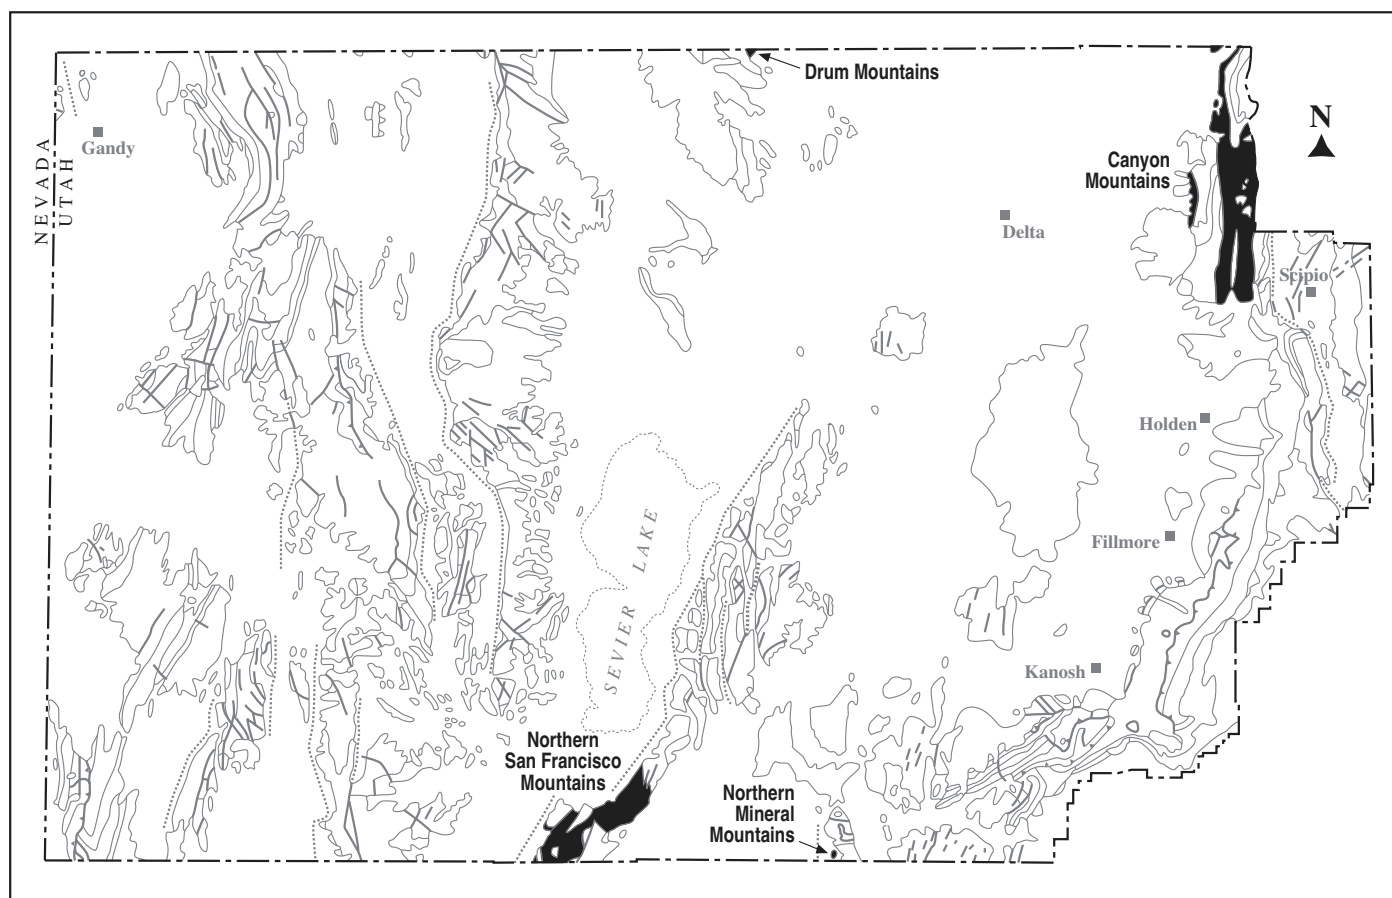 Drum Mountains
N
Gandy
NEVADA
UTAH
Canyon
Mountains
Delta
Scipio
Holden
SEVIER LAKE
Fillmore
Kanosh
Northern
San Francisco
Mountains
Northern
Mineral
Mountains